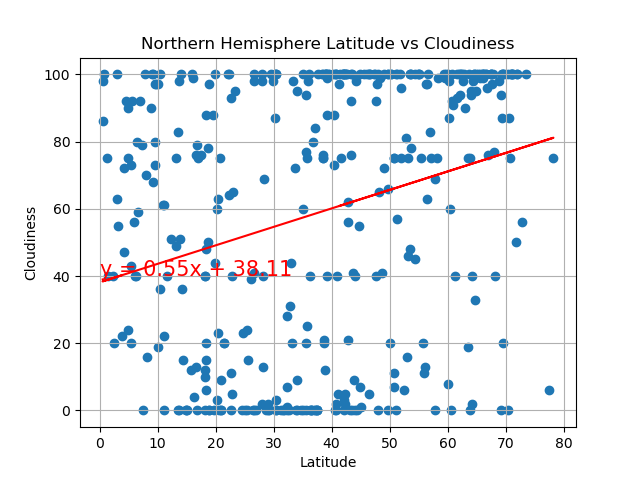 Northern Hemisphere Latitude vs Cloudiness
100
80
60
40
20
0
Cloudiness
y = 0.55x + 38.11
0 10 20 30 40 50 60 70 80
Latitude